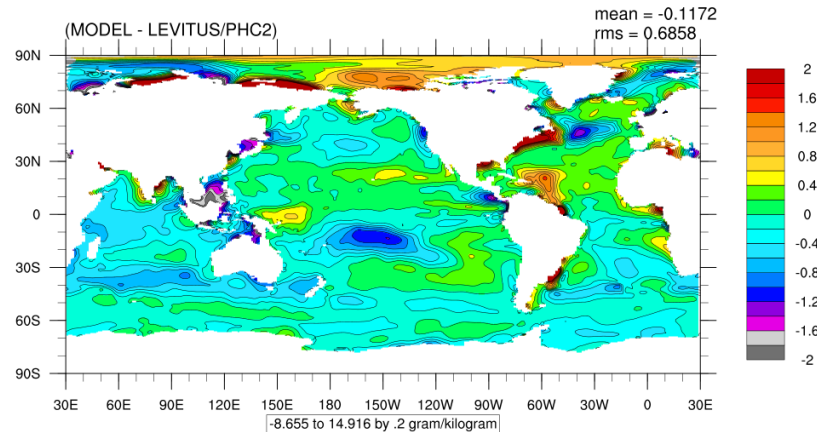 mean = -0.1172
(MODEL - LEVITUS/PHC2)
rms = 0.6858
90N
60N
30N
0
30S
60S
90S
30E 60E 90E 120E 150E 180E 150W 120W 90W 60W 30W 0 30E
-8.655 to 14.916 by .2 gram/kilogram
2
1.6
1.2
0.8
0.4
0
-0.4
-0.8
-1.2
-1.6
-2